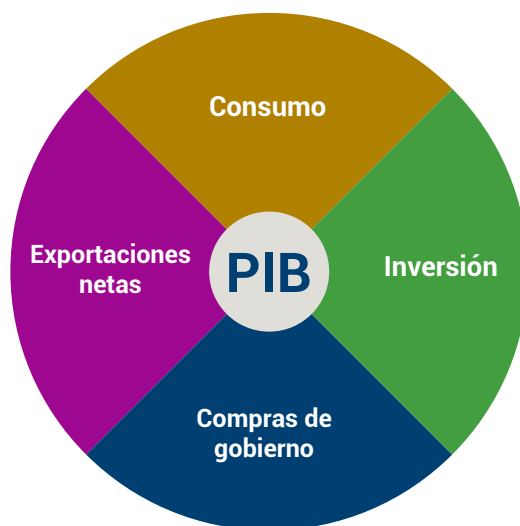 Consumo
Exportaciones
netas
PIB
Inversión
Compras de
gobierno